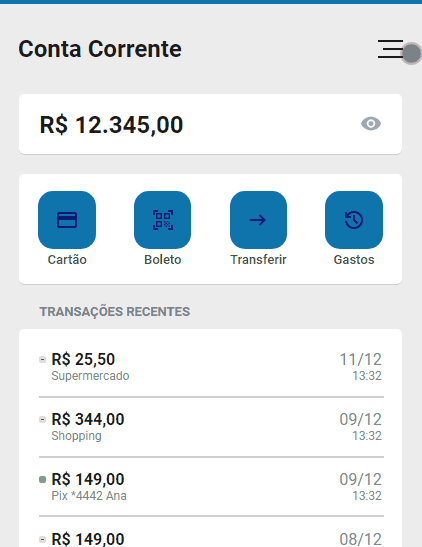 Conta Corrente
R$ 12.345,00
Cartão Boleto Transferir Gastos
TRANSAÇÕES RECENTES
R$ 25,50 11/12
Supermercado 13:32
R$ 344,00 09/12
Shopping 13:32
R$ 149,00 09/12
Pix *4442 Ana 13:32
R$ 149,00 08/12